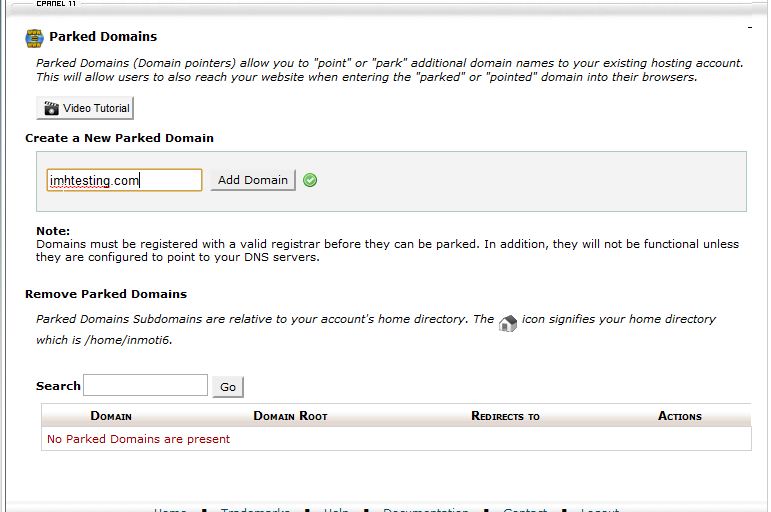 CPANEL 11
Parked Domains
Parked Domains (Domain pointers) allow you to "point" or "park" additional domain names to your existing hosting account.
This will allow users to also reach your website when entering the "parked" or "pointed" domain into their browsers.
Video Tutorial
Create a New Parked Domain
imhtesting.com Add Domain
Note:
Domains must be registered with a valid registrar before they can be parked. In addition, they will not be functional unless
they are configured to point to your DNS servers.
Remove Parked Domains
Parked Domains Subdomains are relative to your account's home directory. The icon signifies your home directory
which is /home/inmoti6.
Search Go
Domain Domain Root Redirects to Actions
No Parked Domains are present
Home Trademarks Help Documentation Contact Logout